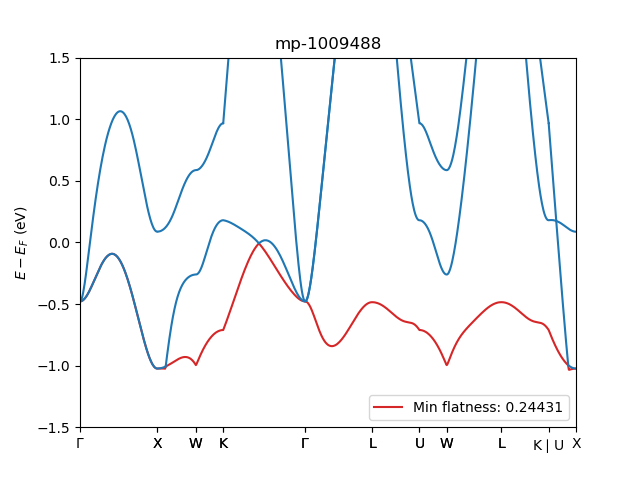 mp-1009488
E − E_F (eV)
1.5
1.0
0.5
0.0
−0.5
−1.0
−1.5
Min flatness: 0.24431
Γ X W K Γ L U W L K | U X